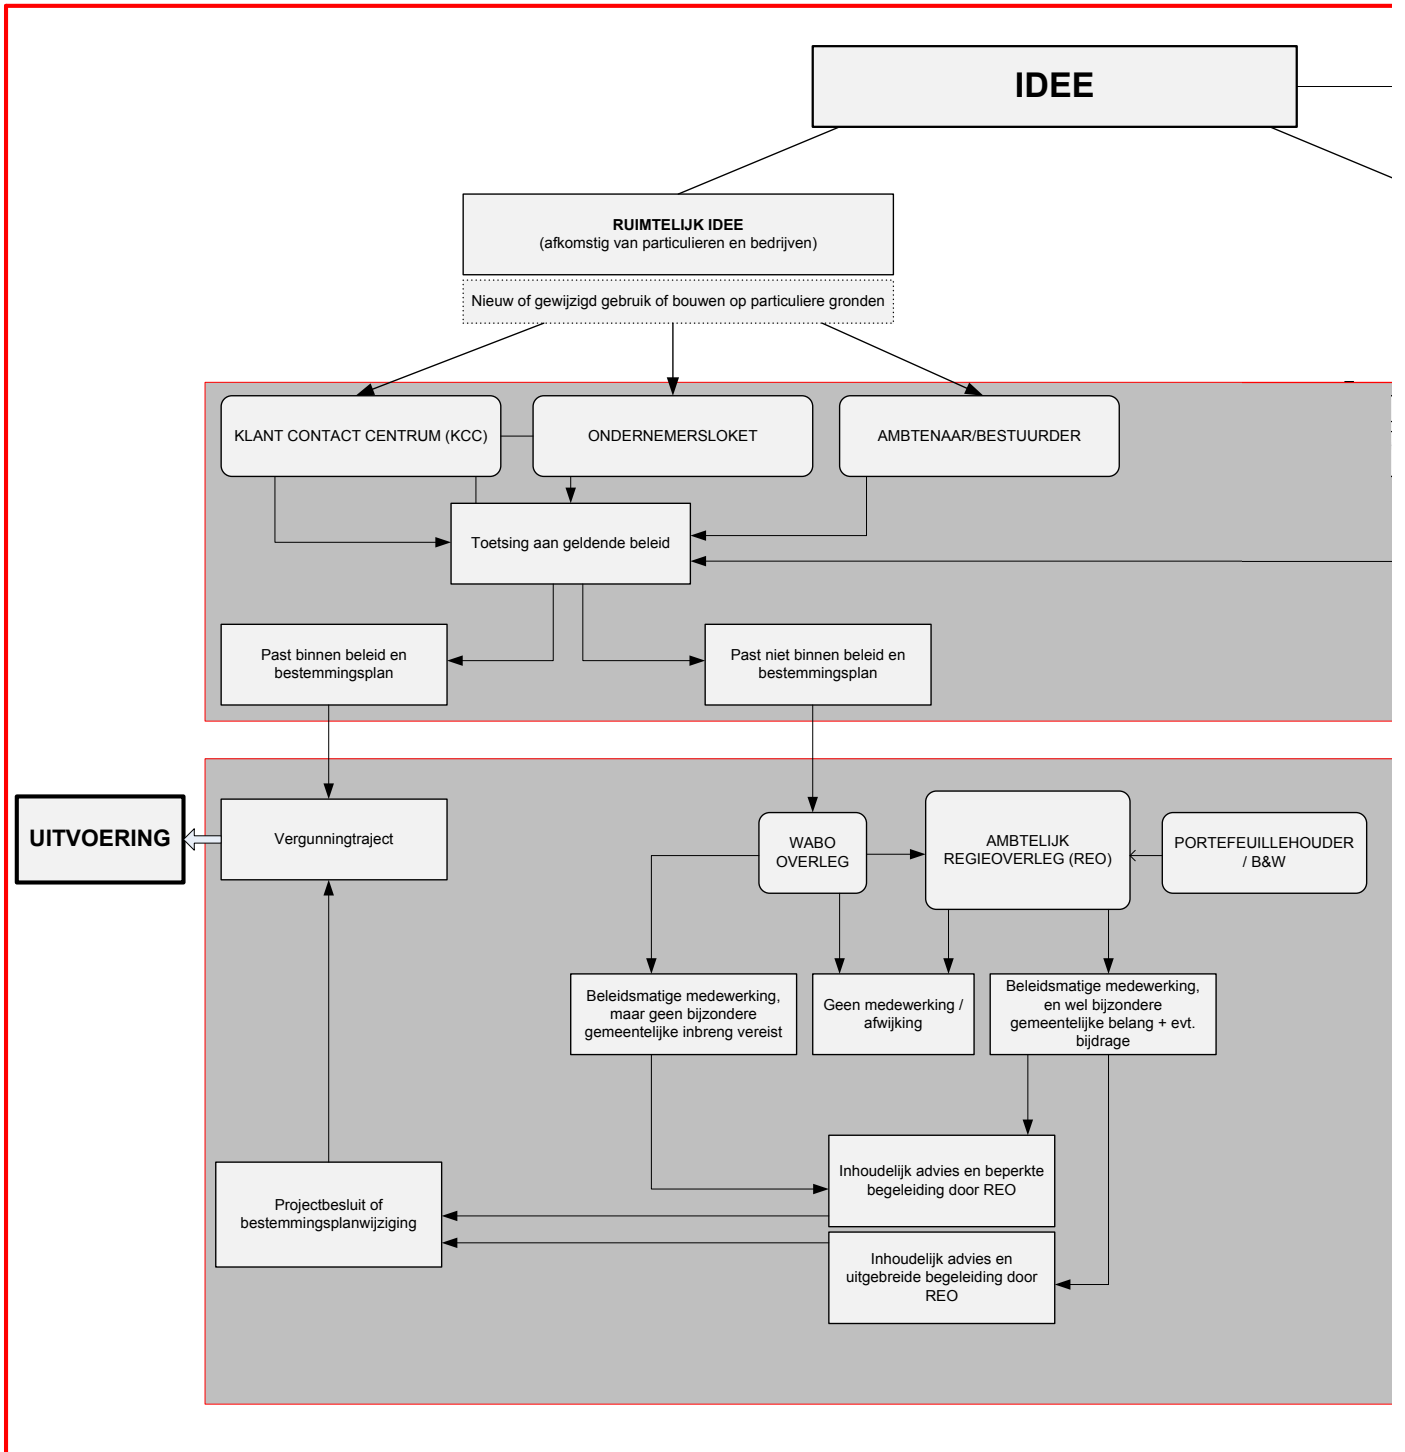 IDEE
RUIMTELIJK IDEE
(afkomstig van particulieren en bedrijven)
Nieuw of gewijzigd gebruik of bouwen op particuliere gronden
KLANT CONTACT CENTRUM (KCC)
ONDERNEMERSLOKET
AMBTENAAR/BESTUURDER
Toetsing aan geldende beleid
Past binnen beleid en
bestemmingsplan
Past niet binnen beleid en
bestemmingsplan
UITVOERING
Vergunningtraject
WABO
OVERLEG
AMBTELIJK
REGIEOVERLEG (REO)
PORTEFEUILLEHOUDER
/ B&W
Beleidsmatige medewerking,
maar geen bijzondere
gemeentelijke inbreng vereist
Geen medewerking /
afwijking
Beleidsmatige medewerking,
en wel bijzondere
gemeentelijke belang + evt.
bijdrage
Inhoudelijk advies en beperkte
begeleiding door REO
Projectbesluit of
bestemmingsplanwijziging
Inhoudelijk advies en
uitgebreide begeleiding door
REO